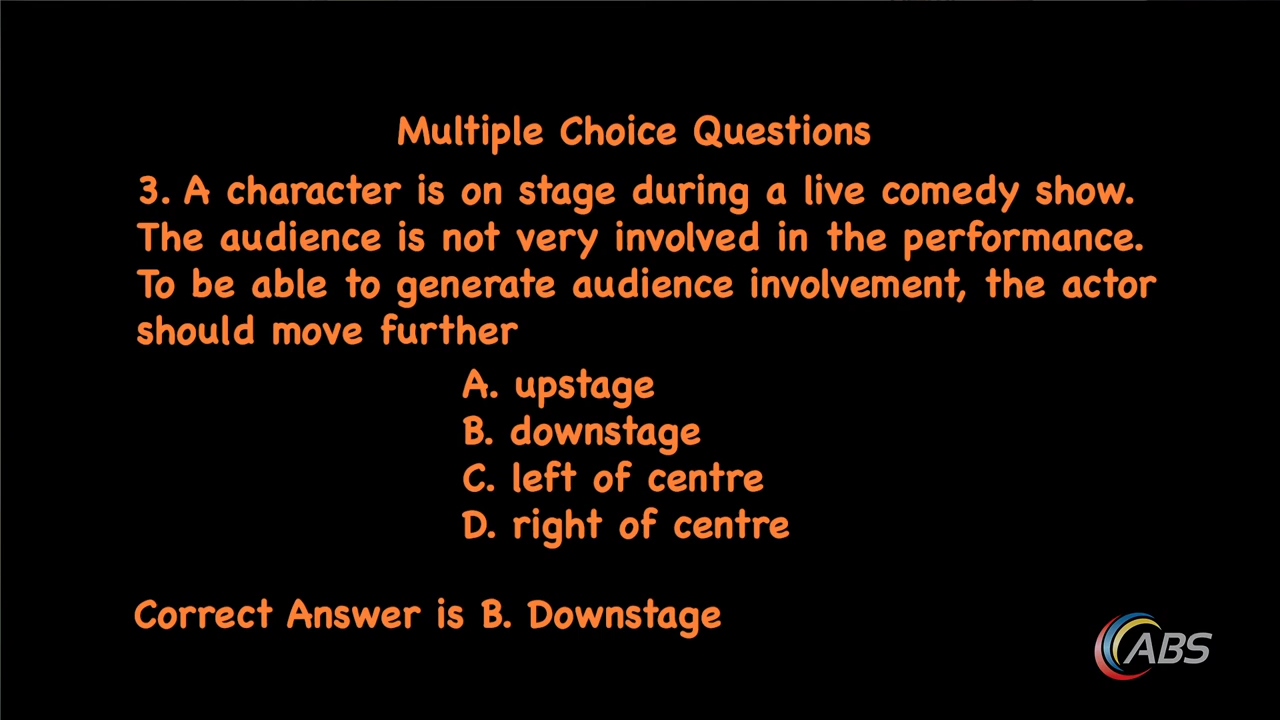 Multiple Choice Questions
3. A character is on stage during a live comedy show.
The audience is not very involved in the performance.
To be able to generate audience involvement, the actor
should move further
A. upstage
B. downstage
C. left of centre
D. right of centre
Correct Answer is B. Downstage
ABS